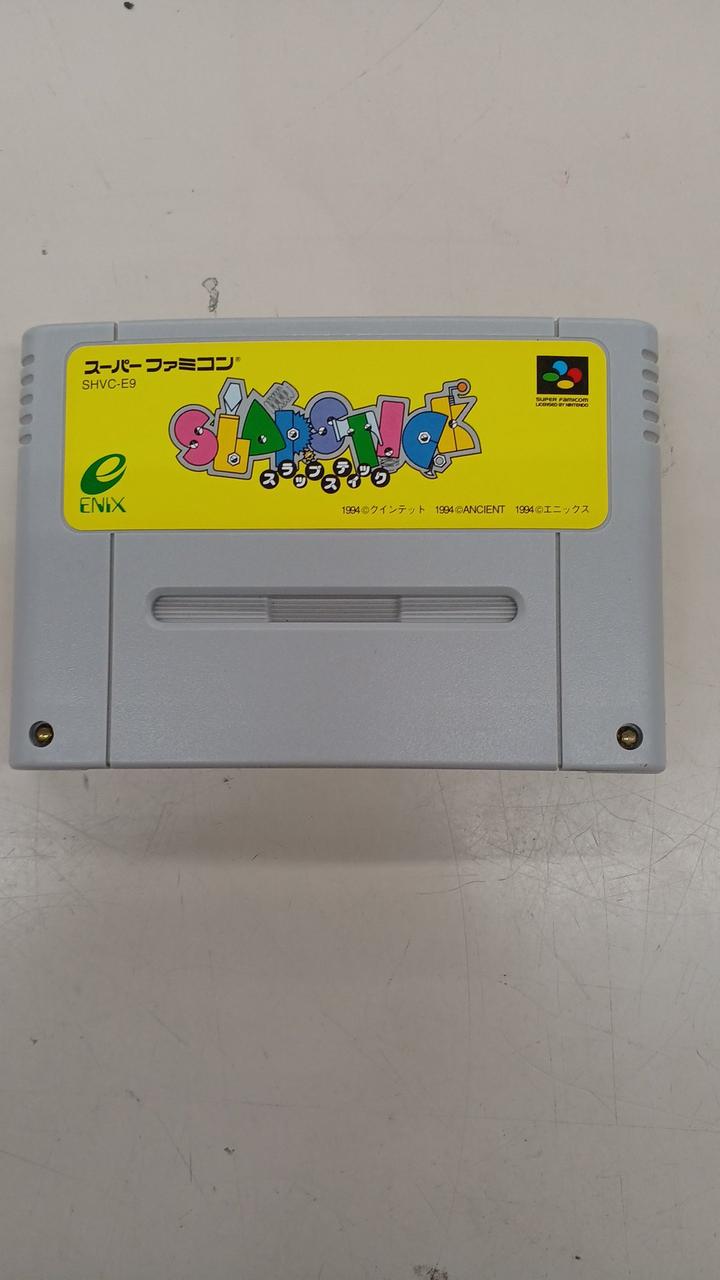 スーパーファミコン®
SHVC-E9
SLAPSTICK
スラップスティック
SUPER FAMICOM
LICENSED BY NINTENDO
e
ENIX
1994©クインテット 1994©ANCIENT 1994©エニックス